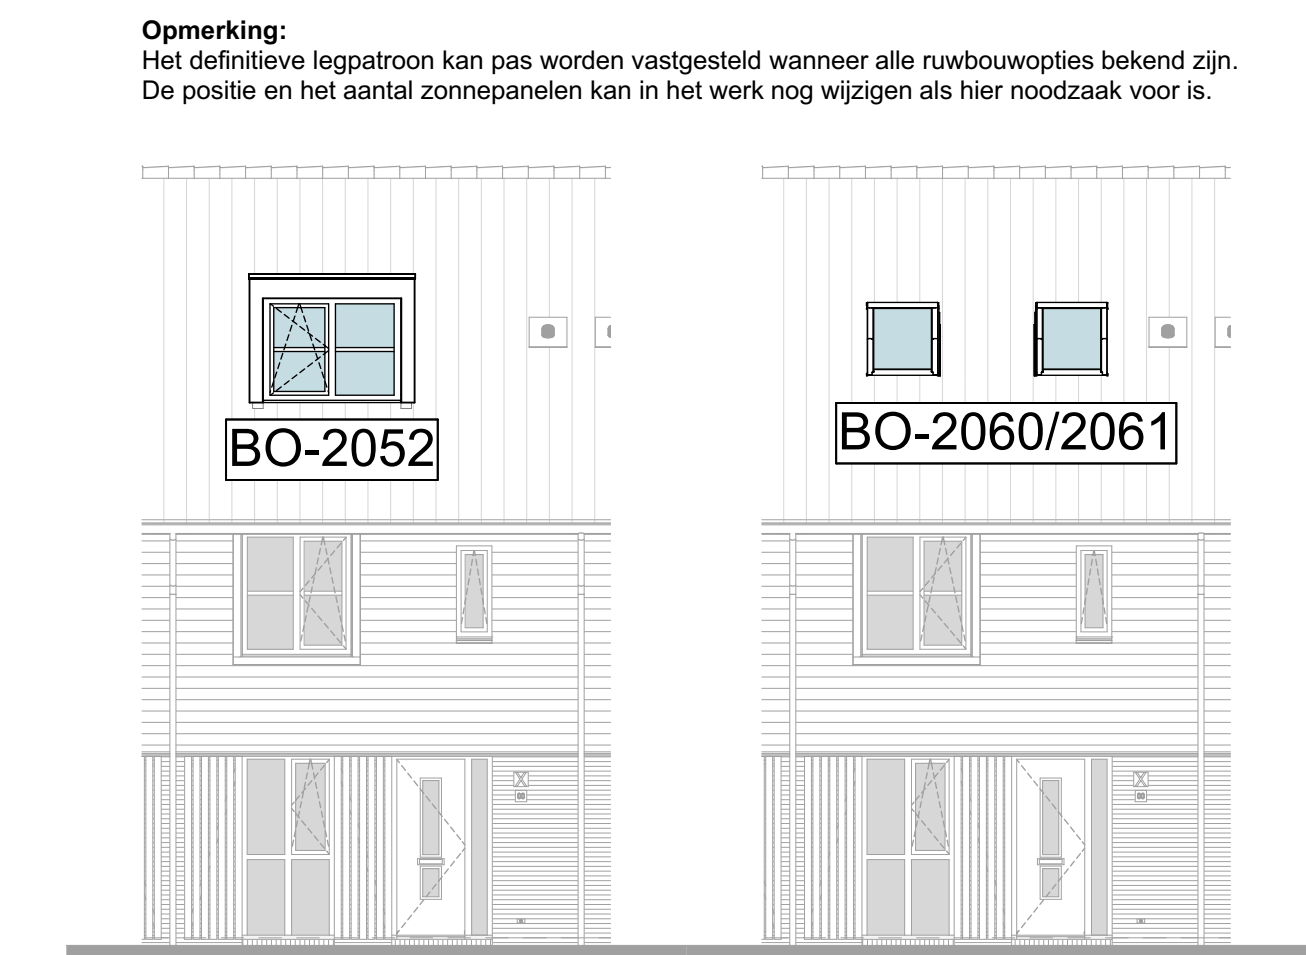 Opmerking:
Het definitieve legpatroon kan pas worden vastgesteld wanneer alle ruwbouwopties bekend zijn.
De positie en het aantal zonnepanelen kan in het werk nog wijzigen als hier noodzaak voor is.
BO-2052
BO-2060/2061